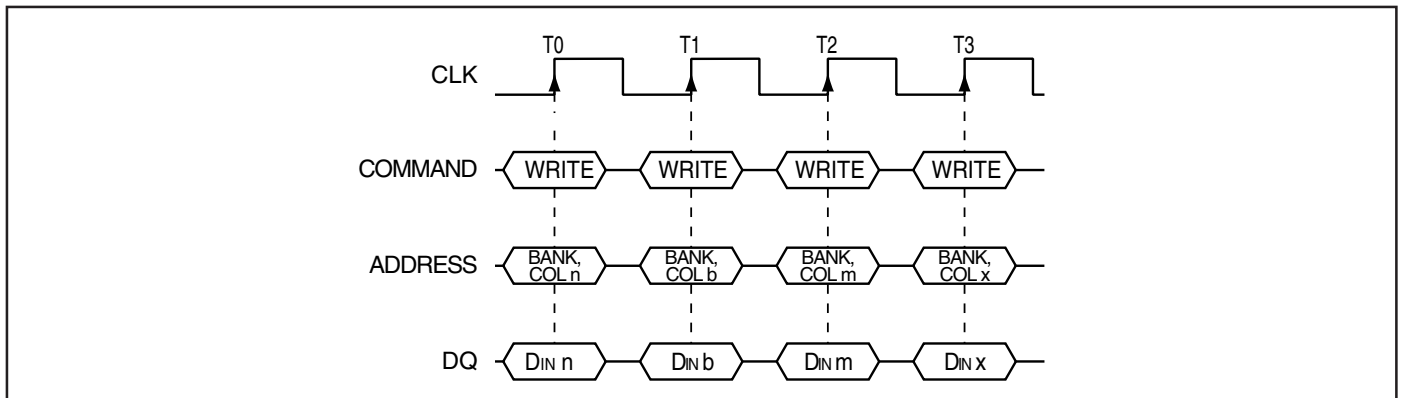 T0 T1 T2 T3
CLK
COMMAND WRITE WRITE WRITE WRITE
ADDRESS BANK, COL n BANK, COL b BANK, COL m BANK, COL x
DQ DIN n DIN b DIN m DIN x